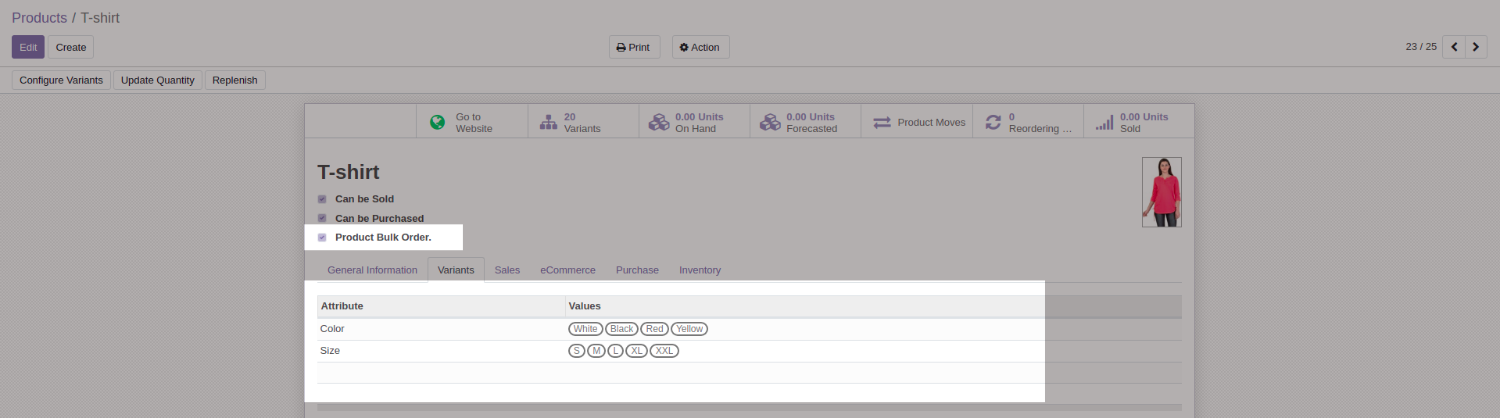 Products / T-shirt
Edit Create Print Action 23 / 25
Configure Variants Update Quantity Replenish
Go to Website 20 Variants 0.00 Units On Hand 0.00 Units Forecasted Product Moves 0 Reordering ... 0.00 Units Sold
T-shirt
Can be Sold
Can be Purchased
Product Bulk Order.
General Information Variants Sales eCommerce Purchase Inventory
Attribute Values
Color White Black Red Yellow
Size S M L XL XXL